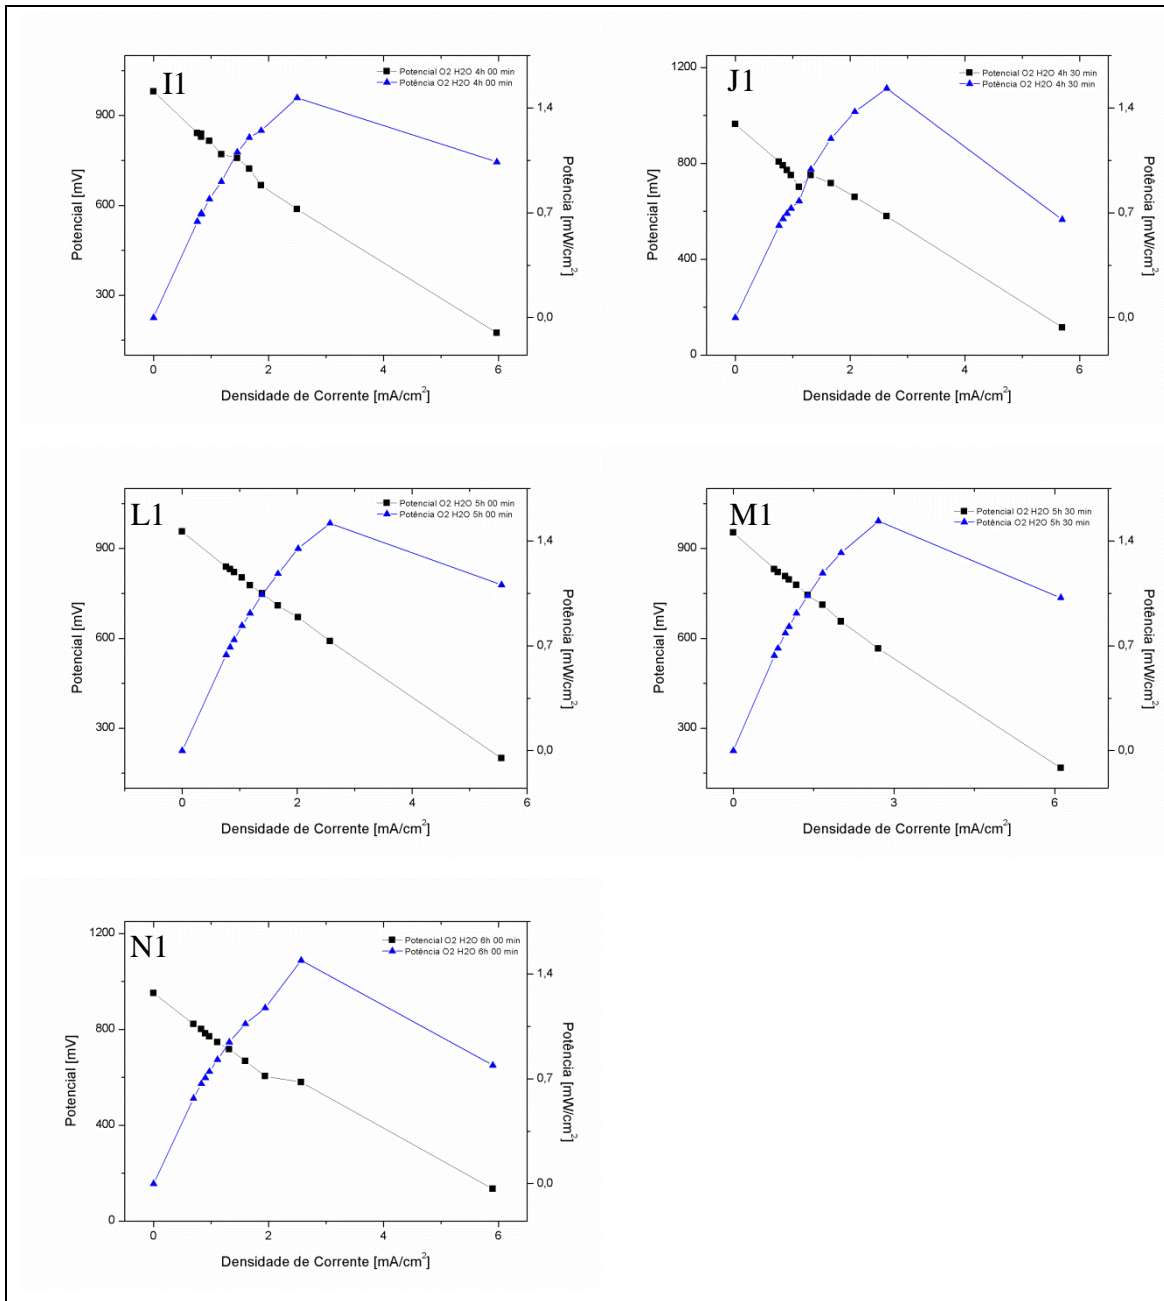 I1
Potencial O2 H2O 4h 00 min
Potência O2 H2O 4h 00 min
900
600
300
Potencial [mV]
1,4
0,7
0,0
Potência [mW/cm²]
0 2 4 6
Densidade de Corrente [mA/cm²]
J1
Potencial O2 H2O 4h 30 min
Potência O2 H2O 4h 30 min
1200
800
400
0
Potencial [mV]
1,4
0,7
0,0
Potência [mW/cm²]
0 2 4 6
Densidade de Corrente [mA/cm²]
L1
Potencial O2 H2O 5h 00 min
Potência O2 H2O 5h 00 min
900
600
300
Potencial [mV]
1,4
0,7
0,0
Potência [mW/cm²]
0 2 4 6
Densidade de Corrente [mA/cm²]
M1
Potencial O2 H2O 5h 30 min
Potência O2 H2O 5h 30 min
900
600
300
Potencial [mV]
1,4
0,7
0,0
Potência [mW/cm²]
0 3 6
Densidade de Corrente [mA/cm²]
N1
Potencial O2 H2O 6h 00 min
Potência O2 H2O 6h 00 min
1200
800
400
0
Potencial [mV]
1,4
0,7
0,0
Potência [mW/cm²]
0 2 4 6
Densidade de Corrente [mA/cm²]